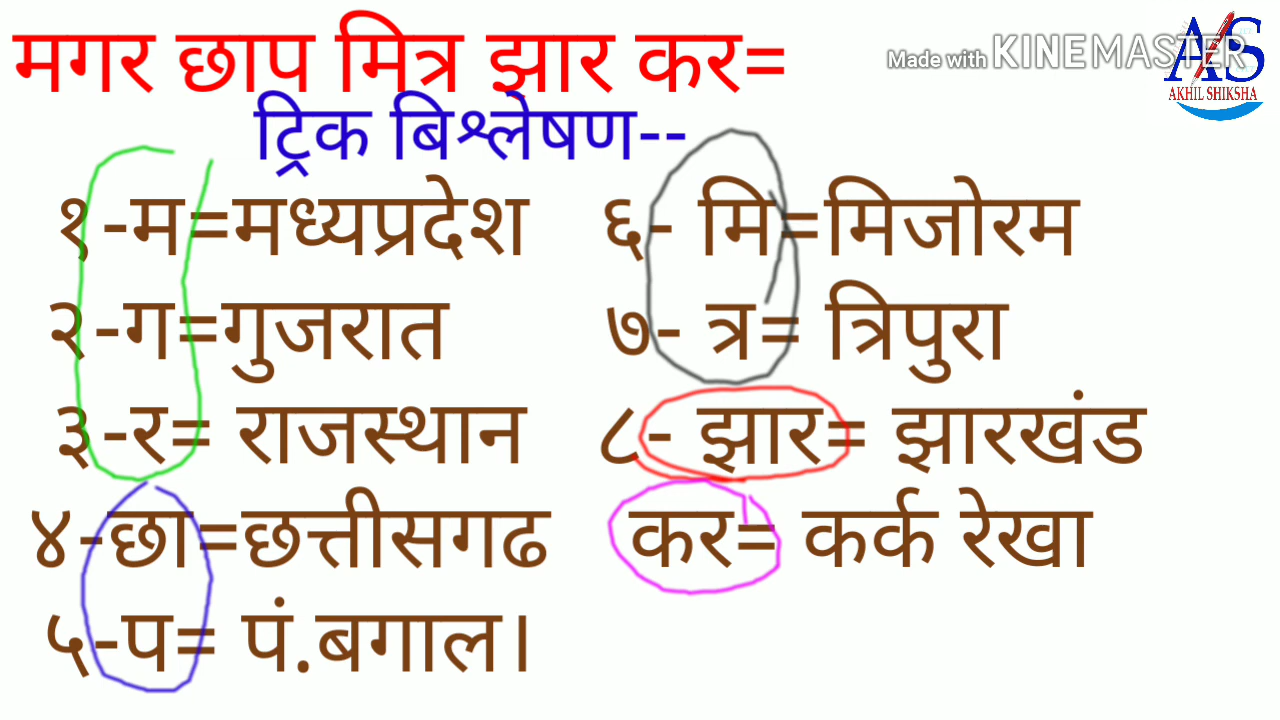 मगर छाप मित्र झार कर=
Made with KINEMASTER
AS
AKHIL SHIKSHA
ट्रिक बिश्लेषण--
१-म=मध्यप्रदेश
२-ग=गुजरात
३-र= राजस्थान
४-छा=छत्तीसगढ
५-प= पं.बगाल।
६- मि=मिजोरम
७- त्र= त्रिपुरा
८- झार= झारखंड
कर= कर्क रेखा